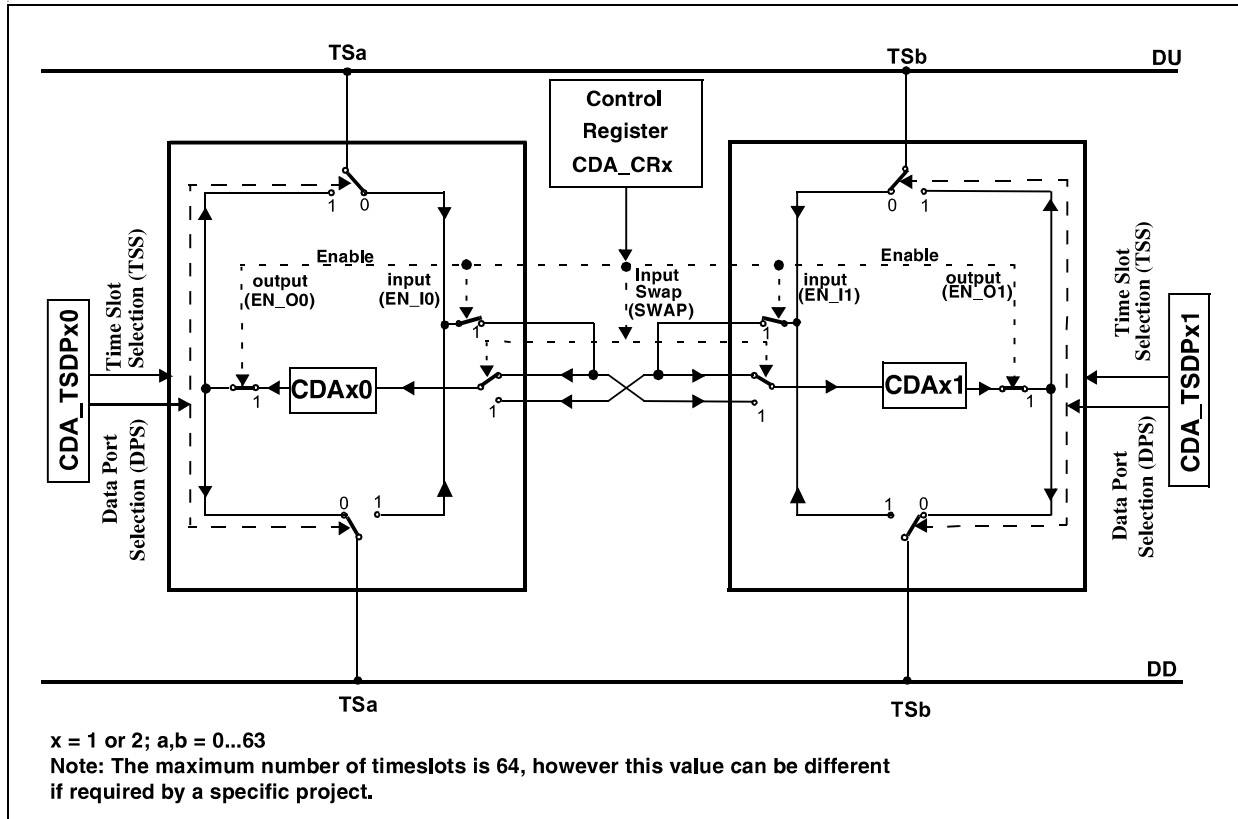 TSa
TSb
DU
Control
Register
CDA_CRx
1
0
0
1
Enable
Enable
output
(EN_O0)
input
(EN_I0)
Input
Swap
(SWAP)
input
(EN_I1)
output
(EN_O1)
Time Slot
Selection (TSS)
Time Slot
Selection (TSS)
CDA_TSDPx0
CDA_TSDPx1
1
1
CDAx0
CDAx1
1
1
1
1
Data Port
Selection (DPS)
Data Port
Selection (DPS)
0
1
1
0
DD
TSa
TSb
x = 1 or 2; a,b = 0...63
Note: The maximum number of timeslots is 64, however this value can be different
if required by a specific project.